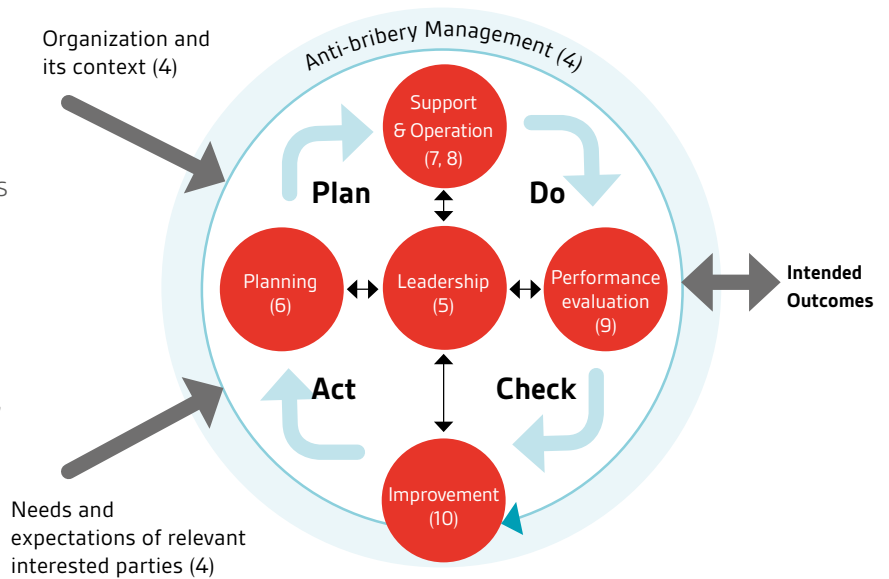 Organization and
its context (4)
Anti-bribery Management (4)
Support
& Operation
(7, 8)
S
Plan
Do
Planning
(6)
Leadership
(5)
Performance
evaluation
(9)
Intended
Outcomes
Act
Check
Improvement
(10)
Needs and
expectations of relevant
interested parties (4)